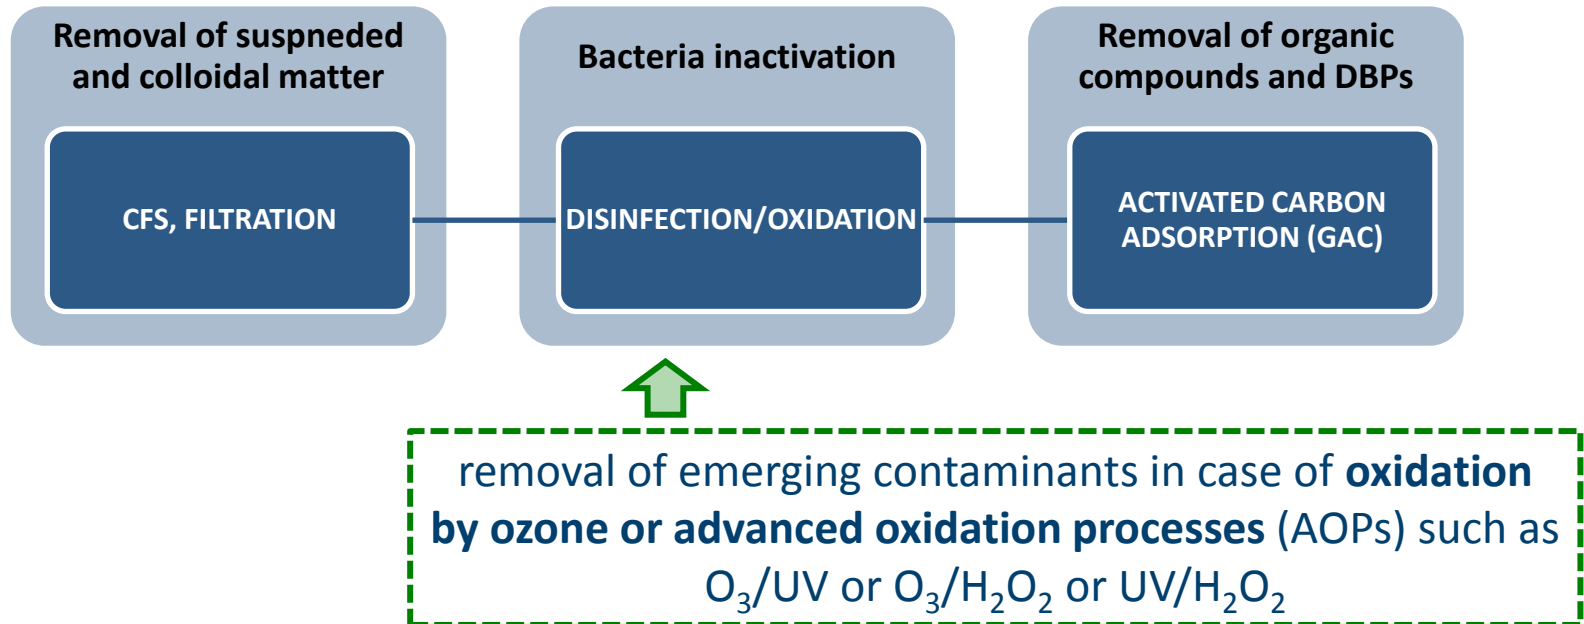 Removal of suspneded
and colloidal matter
CFS, FILTRATION
Bacteria inactivation
DISINFECTION/OXIDATION
Removal of organic
compounds and DBPs
ACTIVATED CARBON
ADSORPTION (GAC)
removal of emerging contaminants in case of oxidation
by ozone or advanced oxidation processes (AOPs) such as
O₃/UV or O₃/H₂O₂ or UV/H₂O₂